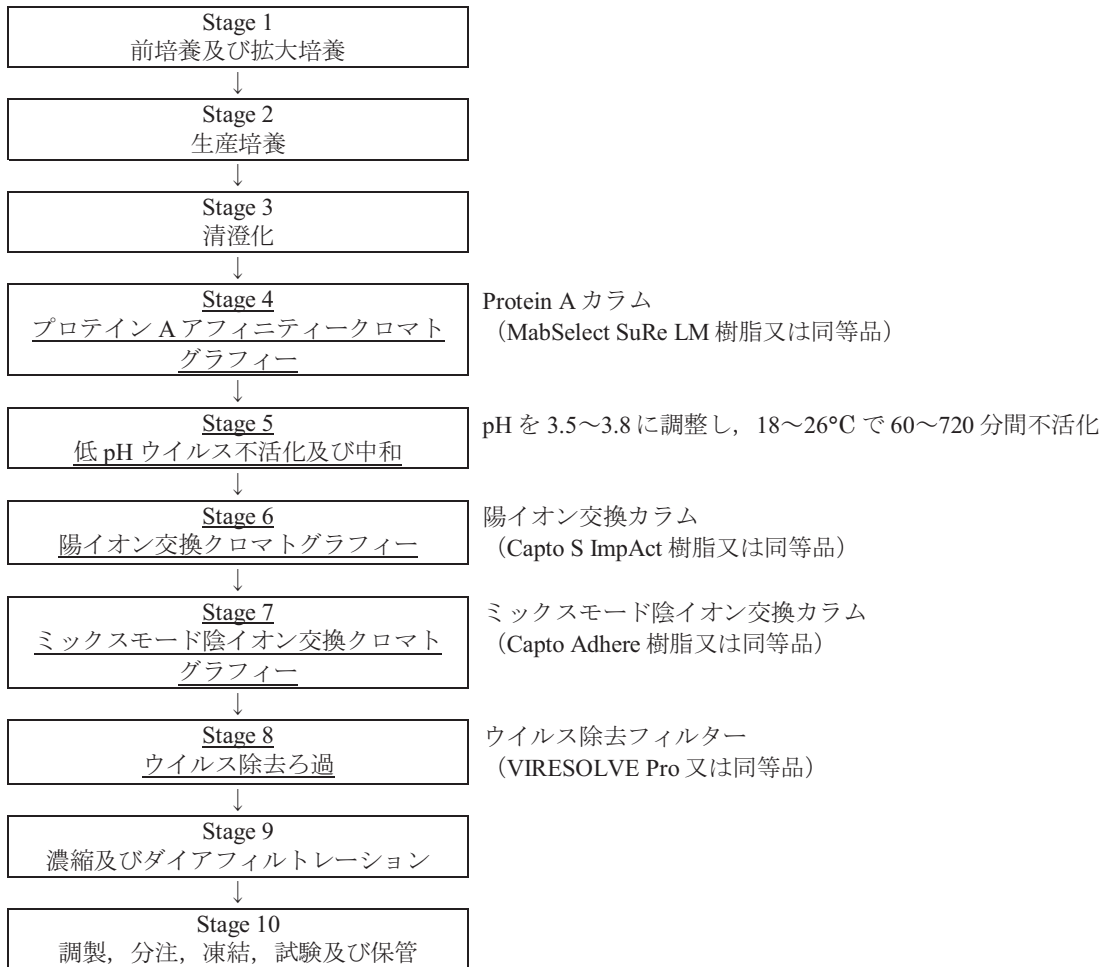 Stage 1
前培養及び拡大培養
↓
Stage 2
生産培養
↓
Stage 3
清澄化
↓
Stage 4
プロテイン A アフィニティークロマト
グラフィー
Protein A カラム
（MabSelect SuRe LM 樹脂又は同等品）
↓
Stage 5
低 pH ウイルス不活化及び中和
pH を 3.5～3.8 に調整し，18～26°C で 60～720 分間不活化
↓
Stage 6
陽イオン交換クロマトグラフィー
陽イオン交換カラム
（Capto S ImpAct 樹脂又は同等品）
↓
Stage 7
ミックスモード陰イオン交換クロマト
グラフィー
ミックスモード陰イオン交換カラム
（Capto Adhere 樹脂又は同等品）
↓
Stage 8
ウイルス除去ろ過
ウイルス除去フィルター
（VIRESOLVE Pro 又は同等品）
↓
Stage 9
濃縮及びダイアフィルトレーション
↓
Stage 10
調製，分注，凍結，試験及び保管